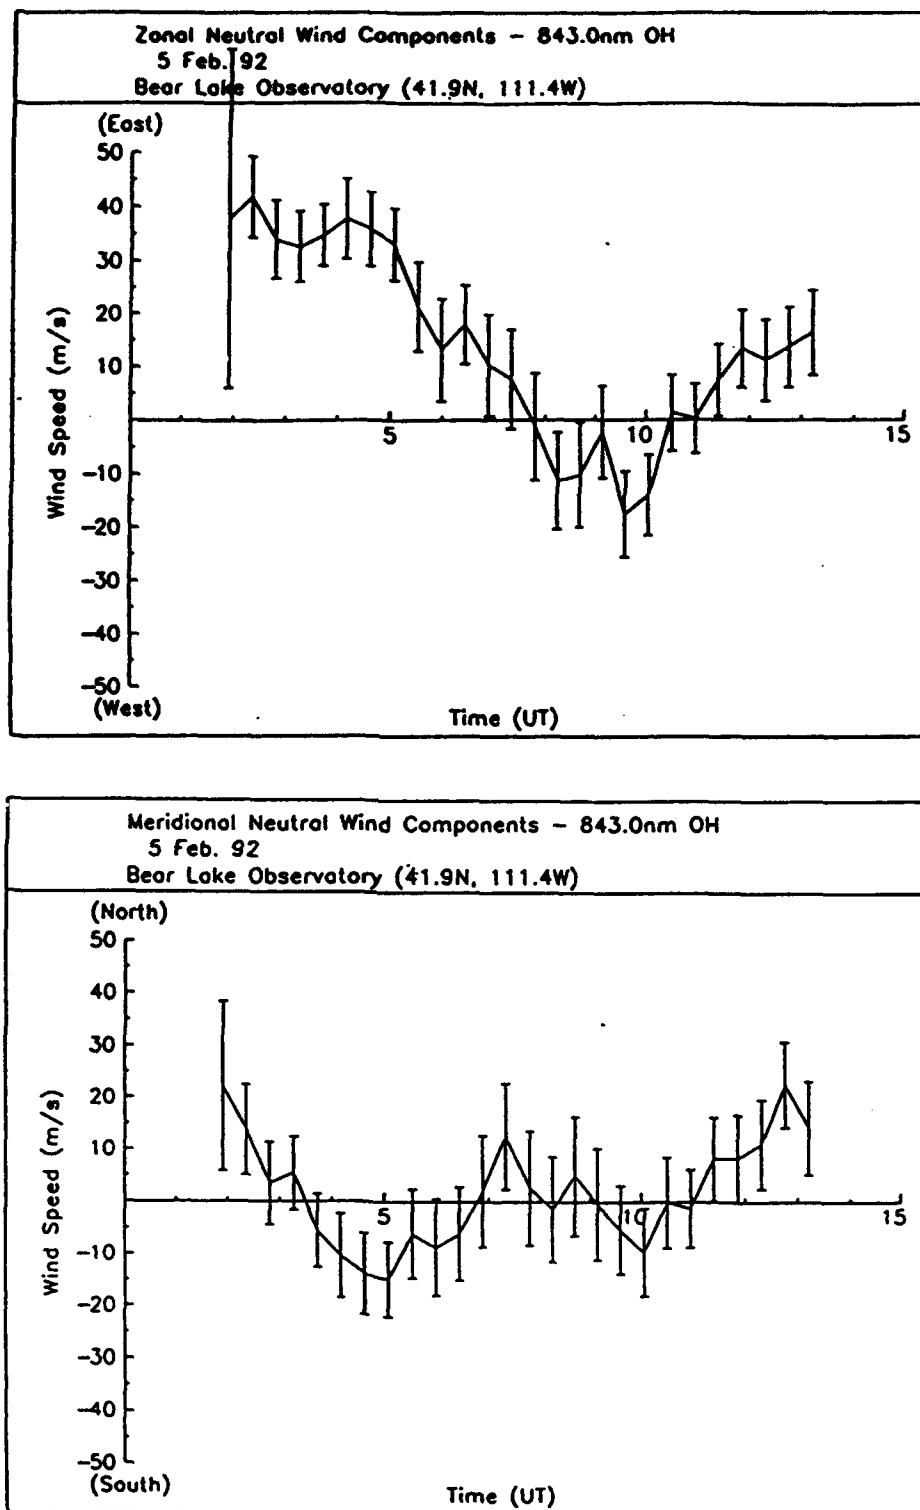 Zonal Neutral Wind Components - 843.0nm OH
5 Feb. 92
Bear Lake Observatory (41.9N, 111.4W)
(East)
50
40
30
20
10
5
10
15
-10
-20
-30
-40
-50
(West)
Wind Speed (m/s)
Time (UT)
Meridional Neutral Wind Components - 843.0nm OH
5 Feb. 92
Bear Lake Observatory (41.9N, 111.4W)
(North)
50
40
30
20
10
5
10
15
-10
-20
-30
-40
-50
(South)
Wind Speed (m/s)
Time (UT)